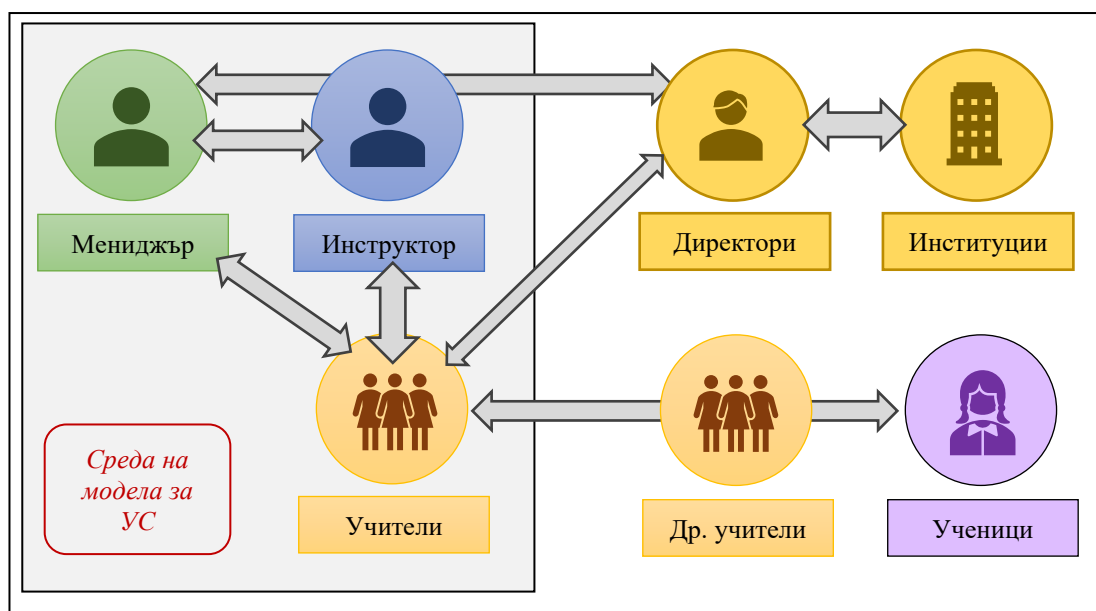 Мениджър
Инструктор
Директори
Институции
Среда на
модела за
УС
Учители
Др. учители
Ученици